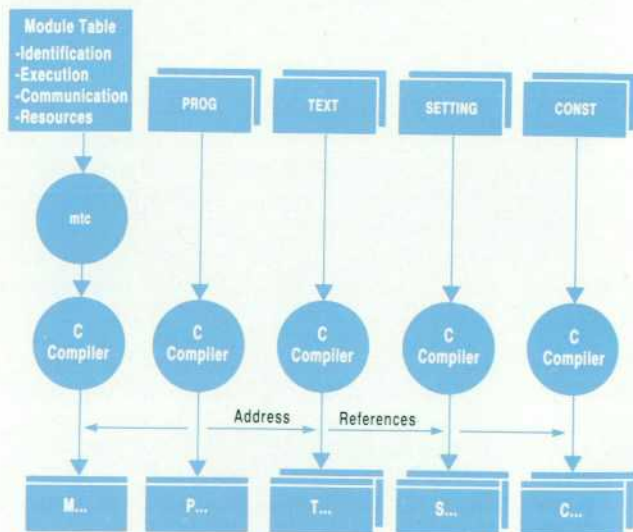 Module Table
-Identification
-Execution
-Communication
-Resources
PROG
TEXT
SETTING
CONST
mtc
C
Compiler
C
Compiler
C
Compiler
C
Compiler
C
Compiler
Address
References
M...
P...
T...
S...
C...